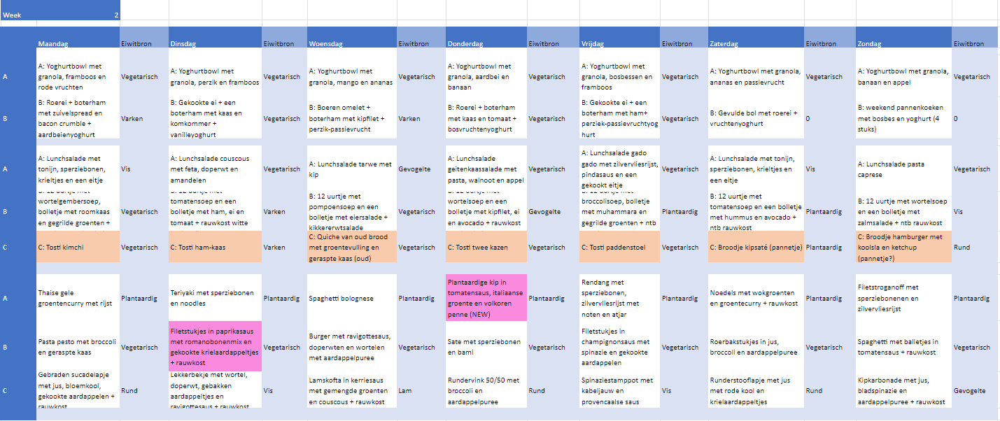 Week 2
Maandag Eiwitbron Dinsdag Eiwitbron Woensdag Eiwitbron Donderdag Eiwitbron Vrijdag Eiwitbron Zaterdag Eiwitbron Zondag Eiwitbron
A
A: Yoghurtbowl met
granola, framboos en
rode vruchten
Vegetarisch
A: Yoghurtbowl met
granola, perzik en framboos
Vegetarisch
A: Yoghurtbowl met
granola, mango en ananas
Vegetarisch
A: Yoghurtbowl met
granola, aardbei en
banaan
Vegetarisch
A: Yoghurtbowl met
granola, bosbessen en
framboos
Vegetarisch
A: Yoghurtbowl met granola,
ananas en passievrucht
Vegetarisch
A: Yoghurtbowl met granola,
banaan en appel
Vegetarisch
B
B: Roerei + boterham
met zuivelspread en
bacon crumble +
aardbeienyoghurt
Varken
B: Gekookte ei + een
boterham met kaas en
komkommer +
vanilleyoghurt
Vegetarisch
B: Boeren omelet +
boterham met kipfilet +
perzik-passievrucht
Varken
B: Roerei + boterham
met kaas en tomaat +
bosvruchtenyoghurt
Vegetarisch
B: Gekookte ei + een
boterham met ham+
perziek-passievruchtyog
hurt
Vegetarisch
B: Gevulde bol met roerei +
vruchtenyoghurt
0
B: weekend pannenkoeken
met bosbes en yoghurt (4
stuks)
0
A
A: Lunchsalade met
tonijn, sperziebonen,
krieltjes en een eitje
Vis
A: Lunchsalade couscous
met feta, doperwt en
amandelen
Vegetarisch
A: Lunchsalade tarwe met
kip
Gevogelte
A: Lunchsalade
geitenkaassalade met
pasta, walnoot en appel
Vegetarisch
A: Lunchsalade gado
gado met zilvervliesrijst,
pindasaus en een
gekookt eitje
Vegetarisch
A: Lunchsalade met tonijn,
sperziebonen, krieltjes en
een eitje
Vis
A: Lunchsalade pasta
caprese
Vegetarisch
B
B: 12 uurtje met
wortelgembersoep,
bolletje met roomkaas
en gegrilde groenten +
Vegetarisch
B: 12 uurtje met
tomatensoep en een
bolletje met ham, ei en
tomaat + rauwkost witte
Varken
B: 12 uurtje met
pompoensoep en een
bolletje met eiersalade +
kikkererwtsalade
Vegetarisch
B: 12 uurtje met
wortelsoep en een
bolletje met kipfilet, ei
en avocado + rauwkost
Gevogelte
B: 12 uurtje met
broccolisoep, bolletje
met muhammara en
gegrilde groenten + ntb
Plantaardig
B: 12 uurtje met
tomatensoep en een bolletje
met hummus en avocado +
ntb rauwkost
Plantaardig
B: 12 uurtje met wortelsoep
en een bolletje met
zalmsalade + ntb rauwkost
Vis
C
C: Tosti kimchi
Vegetarisch
C: Tosti ham-kaas
Varken
C: Quiche van oud brood
met groentevulling en
geraspte kaas (oud)
Vegetarisch
C: Tosti twee kazen
Vegetarisch
C: Tosti paddenstoel
Vegetarisch
C: Broodje kipsaté (pannetje)
Plantaardig
C: Broodje hamburger met
koolsla en ketchup
(pannetje?)
Rund
A
Thaise gele
groentencurry met rijst
Plantaardig
Teriyaki met sperziebonen
en noodles
Plantaardig
Spaghetti bolognese
Plantaardig
Plantaardige kip in
tomatensaus, italiaanse
groente en volkoren
penne (NEW)
Plantaardig
Rendang met
sperziebonen,
zilvervliesrijst met
noten en atjar
Plantaardig
Noedels met wokgroenten
en groentecurry + rauwkost
Plantaardig
Filetstroganoff met
sperziebonenen en
zilvervliesrijst
Plantaardig
B
Pasta pesto met broccoli
en geraspte kaas
Vegetarisch
Filetstukjes in paprikasaus
met romanobonenmix en
gekookte krielaardappeltjes
+ rauwkost
Vegetarisch
Burger met ravigottesaus,
doperwten en wortelen
met aardappelpuree
Vegetarisch
Sate met sperziebonen
en bami
Vegetarisch
Filetstukjes in
champignonsaus met
spinazie en gekookte
aardappelen
Vegetarisch
Roerbakstukjes in jus,
broccoli en aardappelpuree
Vegetarisch
Spaghetti met balletjes in
tomatensaus + rauwkost
Vegetarisch
C
Gebraden sucadelapje
met jus, bloemkool,
gekookte aardappelen +
rauwkost
Rund
Lekkerbekje met wortel,
doperwt, gebakken
aardappeltjes en
ravigottesaus + rauwkost
Vis
Lamskofta in kerriesaus
met gemengde groenten
en couscous + rauwkost
Lam
Rundervink 50/50 met
broccoli en
aardappelpuree
Rund
Spinaziestamppot met
kabeljauw en
provencaalse saus
Vis
Runderstooflapje met jus
met rode kool en
krielaardappeltjes
Rund
Kipkarbonade met jus,
bladspinazie en
aardappelpuree + rauwkost
Gevogelte